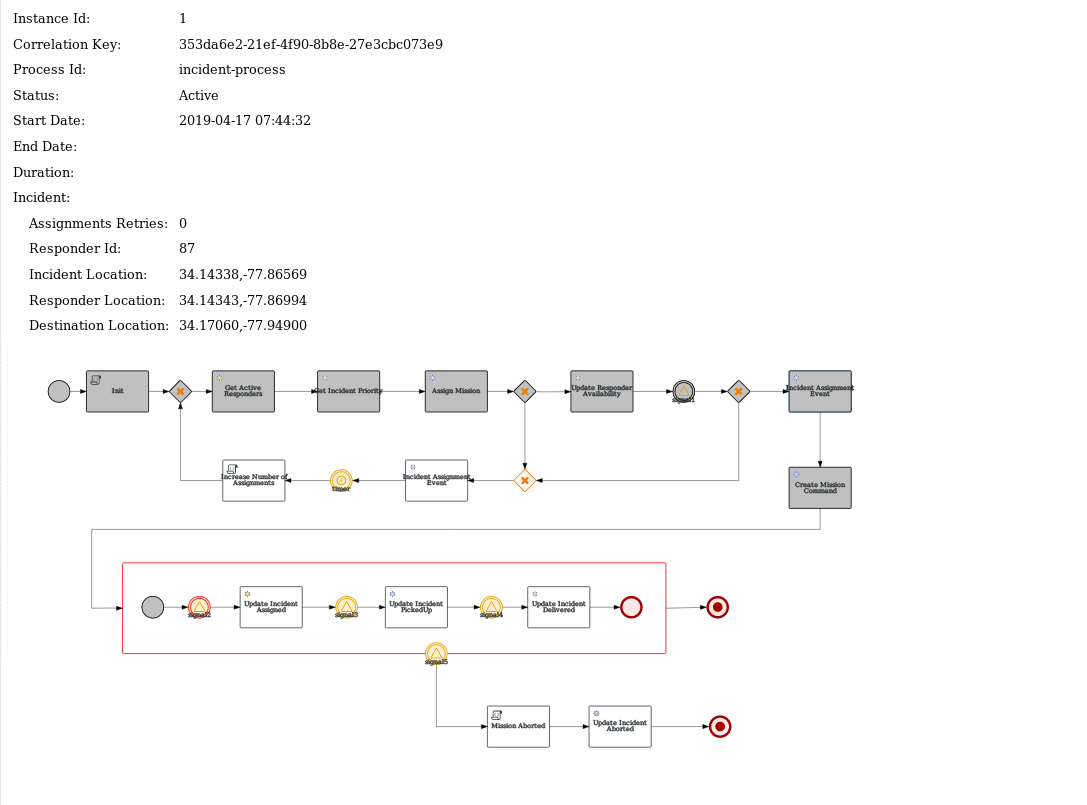 Instance Id: 1
Correlation Key: 353da6e2-21ef-4f90-8b8e-27e3cbc073e9
Process Id: incident-process
Status: Active
Start Date: 2019-04-17 07:44:32
End Date:
Duration:
Incident:
Assignments Retries: 0
Responder Id: 87
Incident Location: 34.14338,-77.86569
Responder Location: 34.14343,-77.86994
Destination Location: 34.17060,-77.94900
Init
Get Active
Responders
Get Incident Priority
Assign Mission
Update Responder
Availability
signal1
Incident Assignment
Event
Increase Number of
Assignments
timer
Incident Assignment
Event
Create Mission
Command
signal2
Update Incident
Assigned
signal3
Update Incident
PickedUp
signal4
Update Incident
Delivered
signal5
Mission Aborted
Update Incident
Aborted